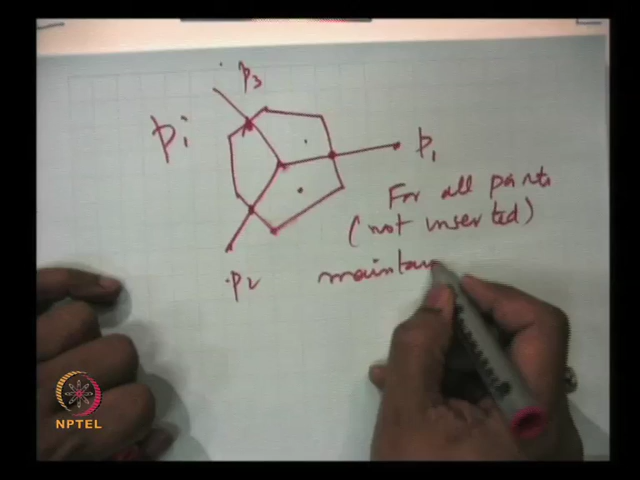 p3
pi
p1
For all points
(not inserted)
p2
maintain
NPTEL